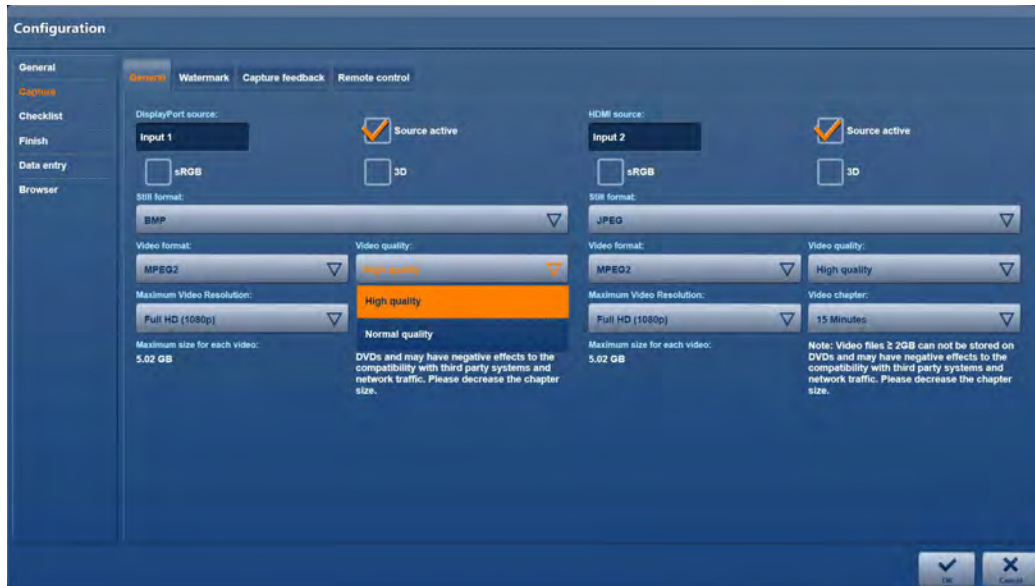 Configuration
General
Capture
Checklist
Finish
Data entry
Browser
General Watermark Capture feedback Remote control
DisplayPort source:
Input 1
Source active
sRGB
3D
Still format:
BMP
Video format:
MPEG2
Video quality:
High quality
High quality
Normal quality
Maximum Video Resolution:
Full HD (1080p)
Maximum size for each video:
5.02 GB
DVDs and may have negative effects to the
compatibility with third party systems and
network traffic. Please decrease the chapter
size.
HDMI source:
Input 2
Source active
sRGB
3D
Still format:
JPEG
Video format:
MPEG2
Video quality:
High quality
Maximum Video Resolution:
Full HD (1080p)
Video chapter:
15 Minutes
Maximum size for each video:
5.02 GB
Note: Video files ≥ 2GB can not be stored on
DVDs and may have negative effects to the
compatibility with third party systems and
network traffic. Please decrease the chapter
size.
OK
Cancel